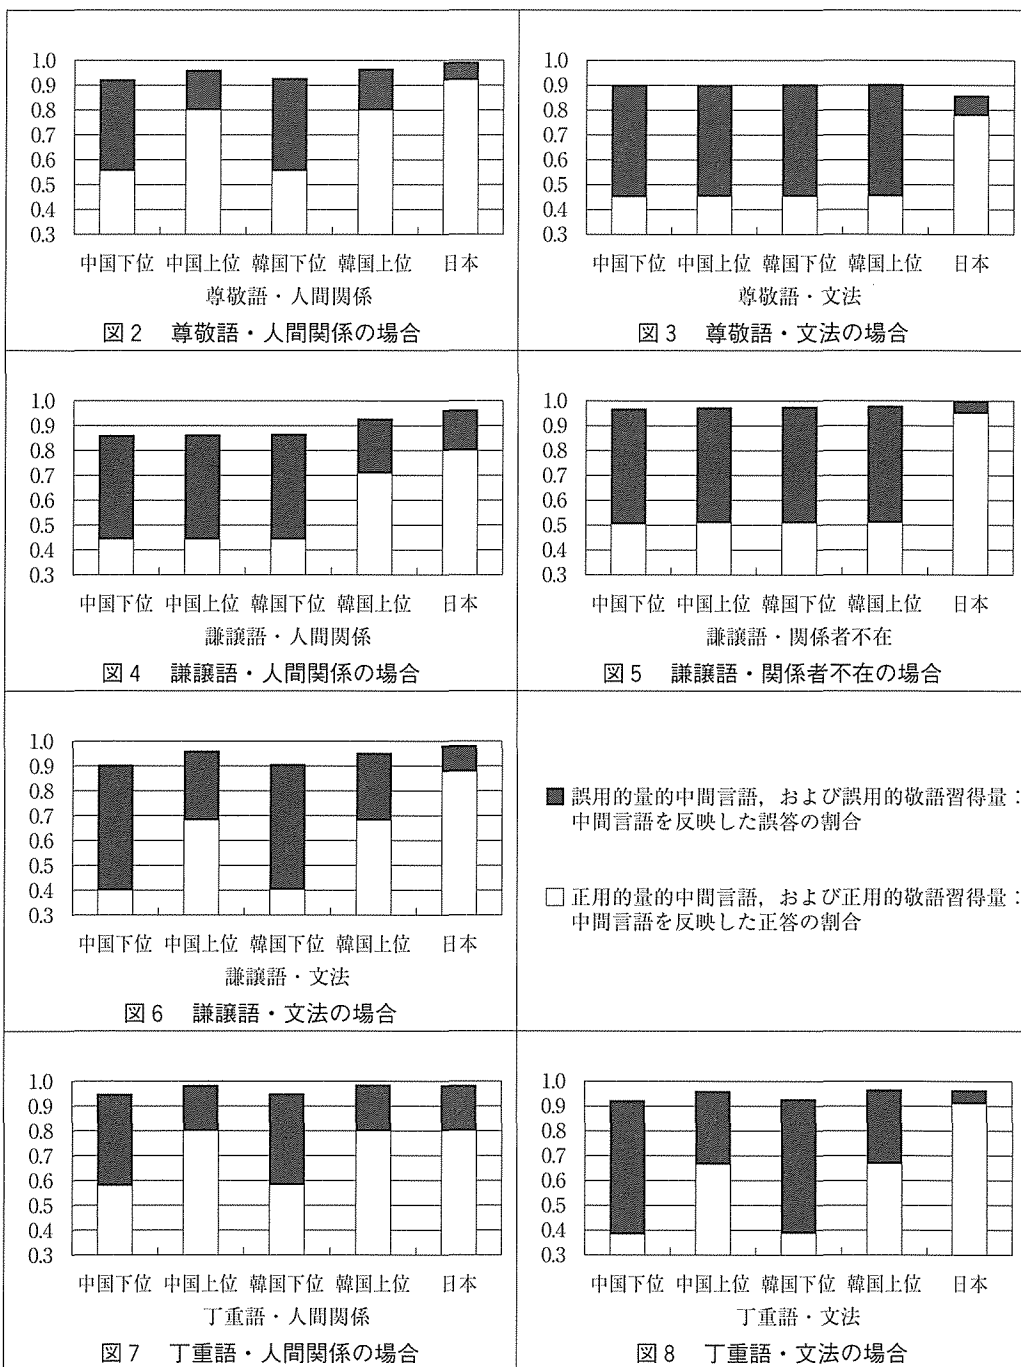 1.0
0.9
0.8
0.7
0.6
0.5
0.4
0.3
中国下位 中国上位 韓国下位 韓国上位 日本
尊敬語・人間関係
図2 尊敬語・人間関係の場合
1.0
0.9
0.8
0.7
0.6
0.5
0.4
0.3
中国下位 中国上位 韓国下位 韓国上位 日本
尊敬語・文法
図3 尊敬語・文法の場合
1.0
0.9
0.8
0.7
0.6
0.5
0.4
0.3
中国下位 中国上位 韓国下位 韓国上位 日本
謙譲語・人間関係
図4 謙譲語・人間関係の場合
1.0
0.9
0.8
0.7
0.6
0.5
0.4
0.3
中国下位 中国上位 韓国下位 韓国上位 日本
謙譲語・関係者不在
図5 謙譲語・関係者不在の場合
1.0
0.9
0.8
0.7
0.6
0.5
0.4
0.3
中国下位 中国上位 韓国下位 韓国上位 日本
謙譲語・文法
図6 謙譲語・文法の場合
誤用的量的中間言語，および誤用的敬語習得量：
中間言語を反映した誤答の割合
正用的量的中間言語，および正用的敬語習得量：
中間言語を反映した正答の割合
1.0
0.9
0.8
0.7
0.6
0.5
0.4
0.3
中国下位 中国上位 韓国下位 韓国上位 日本
丁重語・人間関係
図7 丁重語・人間関係の場合
1.0
0.9
0.8
0.7
0.6
0.5
0.4
0.3
中国下位 中国上位 韓国下位 韓国上位 日本
丁重語・文法
図8 丁重語・文法の場合